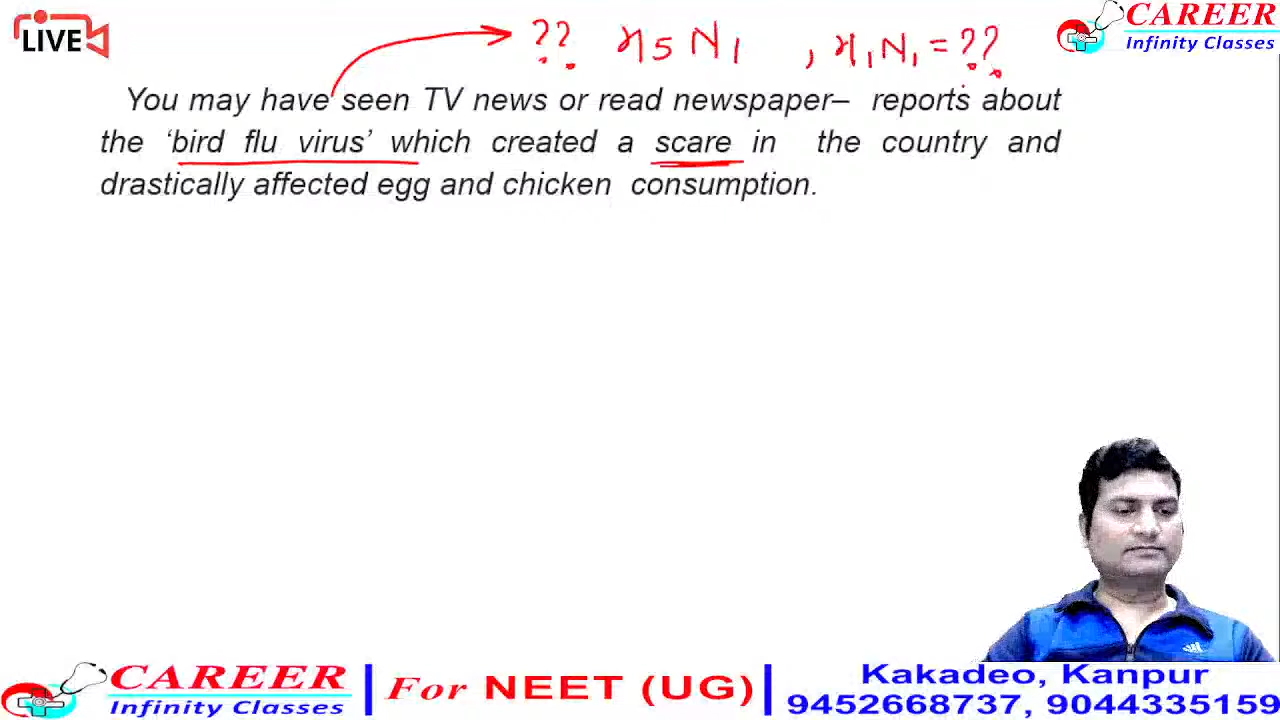 LIVE
?? H5N1 , H1N1 = ??
CAREER
Infinity Classes
You may have seen TV news or read newspaper– reports about
the ‘bird flu virus’ which created a scare in the country and
drastically affected egg and chicken consumption.
CAREER
Infinity Classes
For NEET (UG)
Kakadeo, Kanpur
9452668737, 9044335159